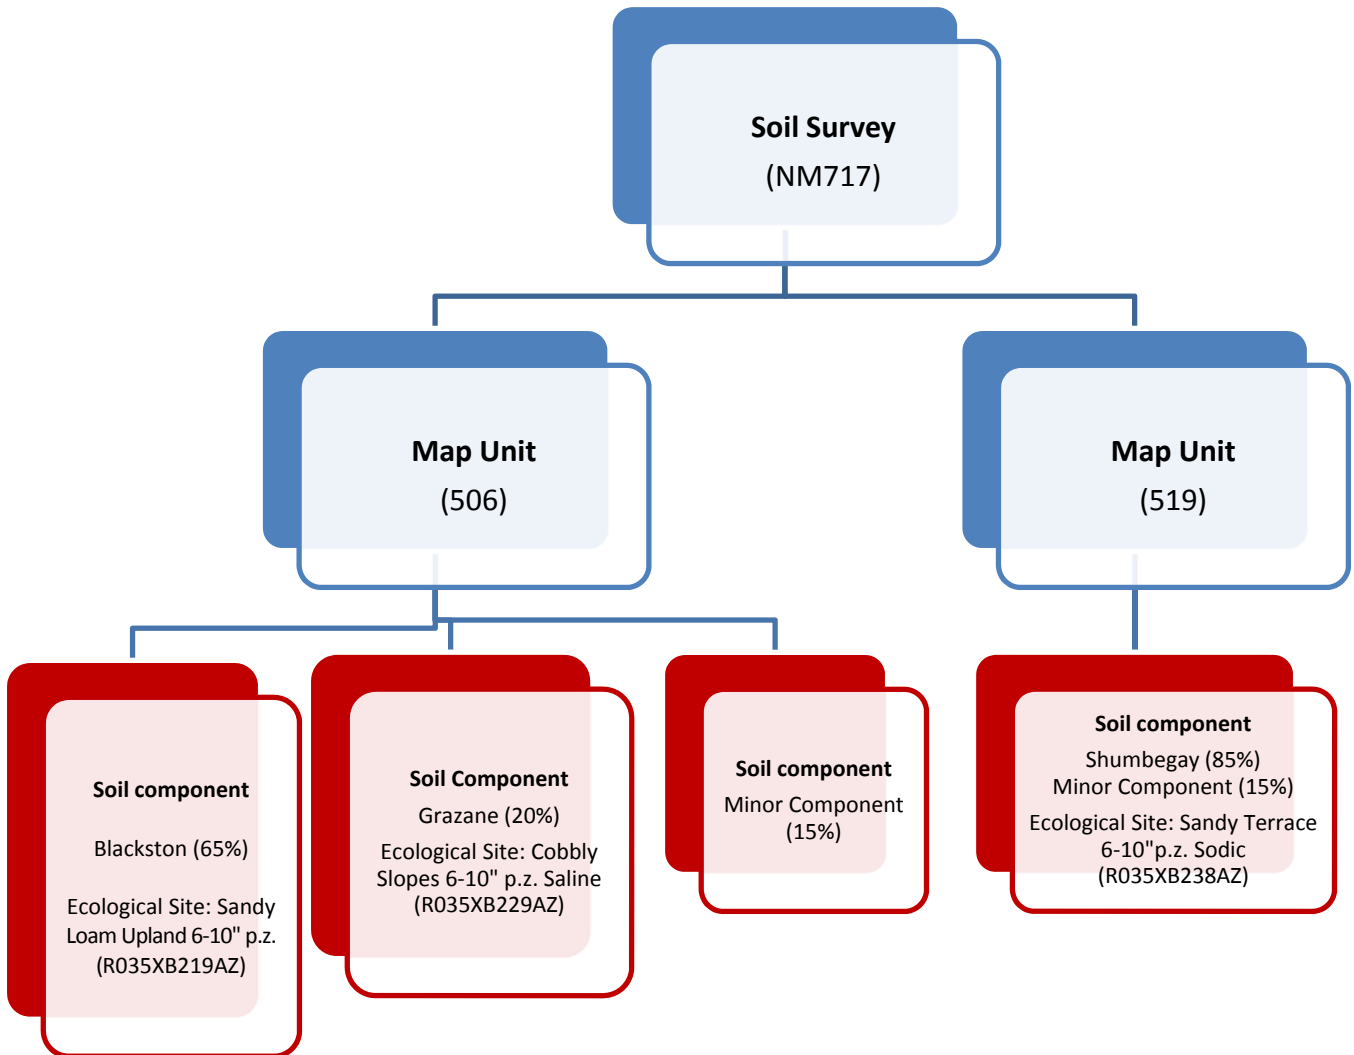 Soil Survey
(NM717)
Map Unit
(506)
Map Unit
(519)
Soil component
Blackston (65%)
Ecological Site: Sandy
Loam Upland 6-10" p.z.
(R035XB219AZ)
Soil Component
Grazane (20%)
Ecological Site: Cobbly
Slopes 6-10" p.z. Saline
(R035XB229AZ)
Soil component
Minor Component
(15%)
Soil component
Shumbegay (85%)
Minor Component (15%)
Ecological Site: Sandy Terrace
6-10"p.z. Sodic
(R035XB238AZ)